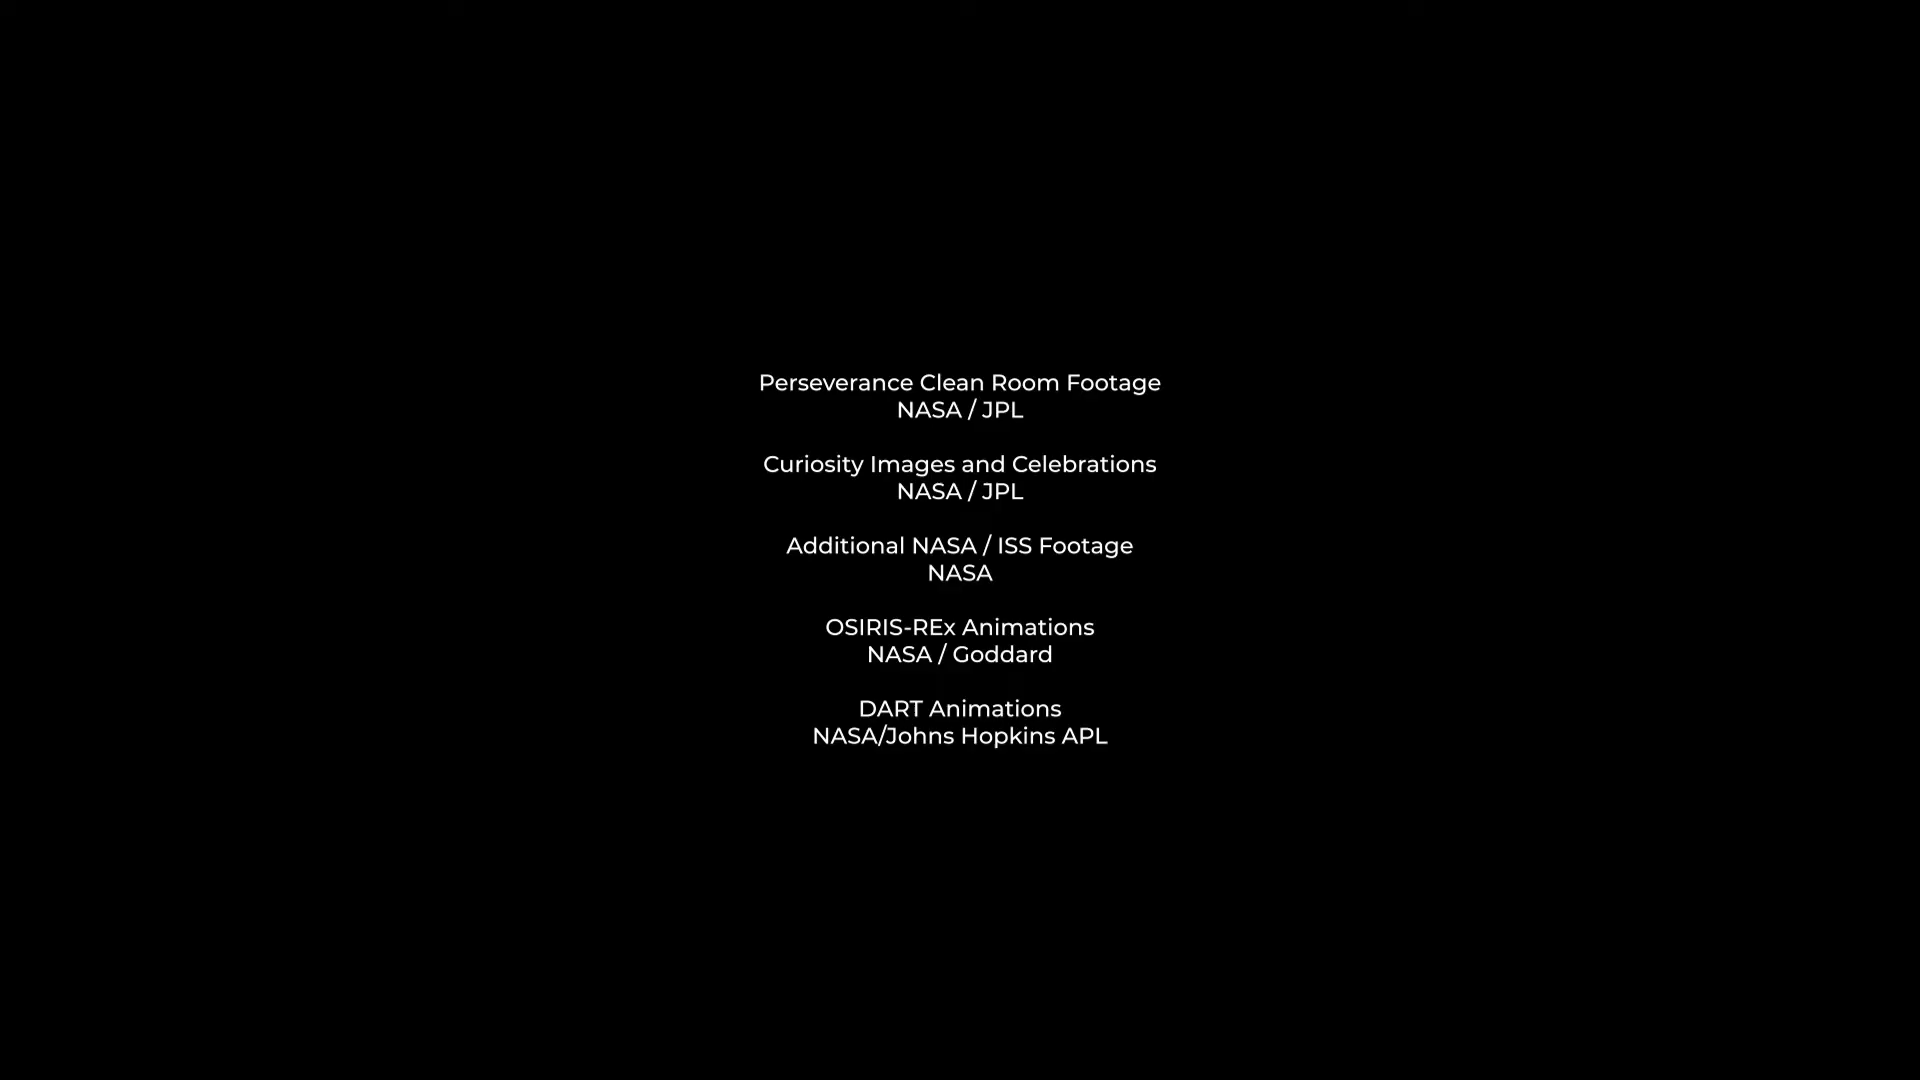 Perseverance Clean Room Footage
NASA / JPL
Curiosity Images and Celebrations
NASA / JPL
Additional NASA / ISS Footage
NASA
OSIRIS-REx Animations
NASA / Goddard
DART Animations
NASA/Johns Hopkins APL